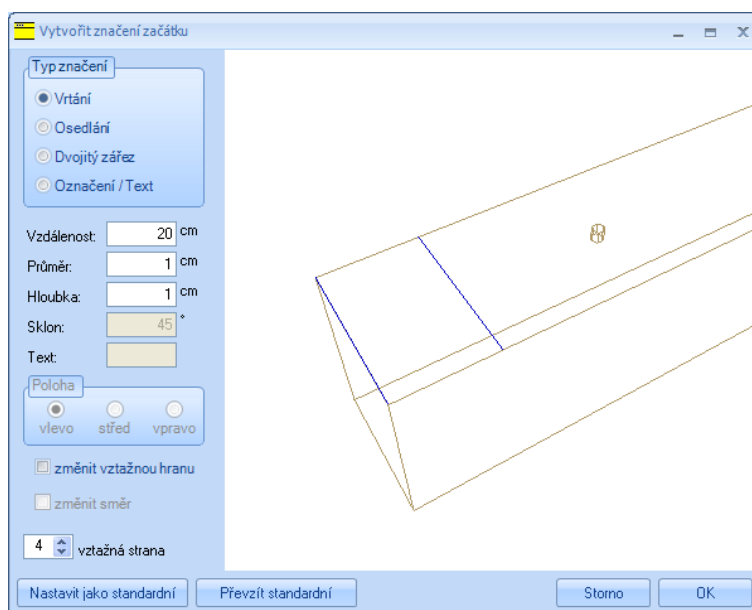 Vytvořit značení začátku
Typ značení
Vrtání
Osedlání
Dvojitý zářez
Označení / Text
Vzdálenost: 20 cm
Průměr: 1 cm
Hloubka: 1 cm
Sklon: 45 °
Text:
Poloha
vlevo střed vpravo
změnit vztažnou hranu
změnit směr
4 vztažná strana
Nastavit jako standardní Převzít standardní Storno OK